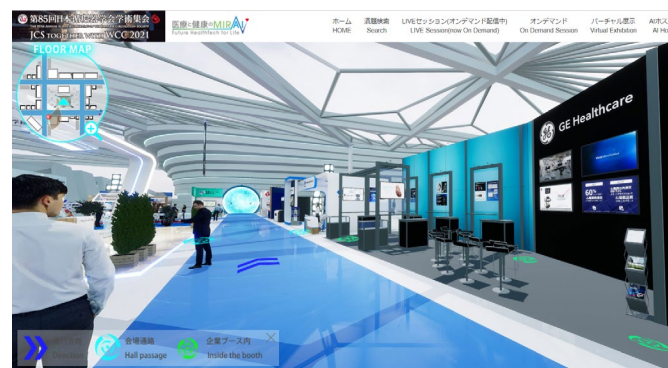 第85回日本循環器学会学術集会
JCS TOGETHER WITH WCC 2021
医療と健康のMIRAI
Future HealthTech for Life
ホーム
HOME
演題検索
Search
LIVEセッション(オンデマンド配信中)
LIVE Session(now On Demand)
オンデマンド
On Demand Session
バーチャル展示
Virtual Exhibition
FLOOR MAP
GE Healthcare
60%
Direction
会場通路
Hall passage
企業ブース内
Inside the booth